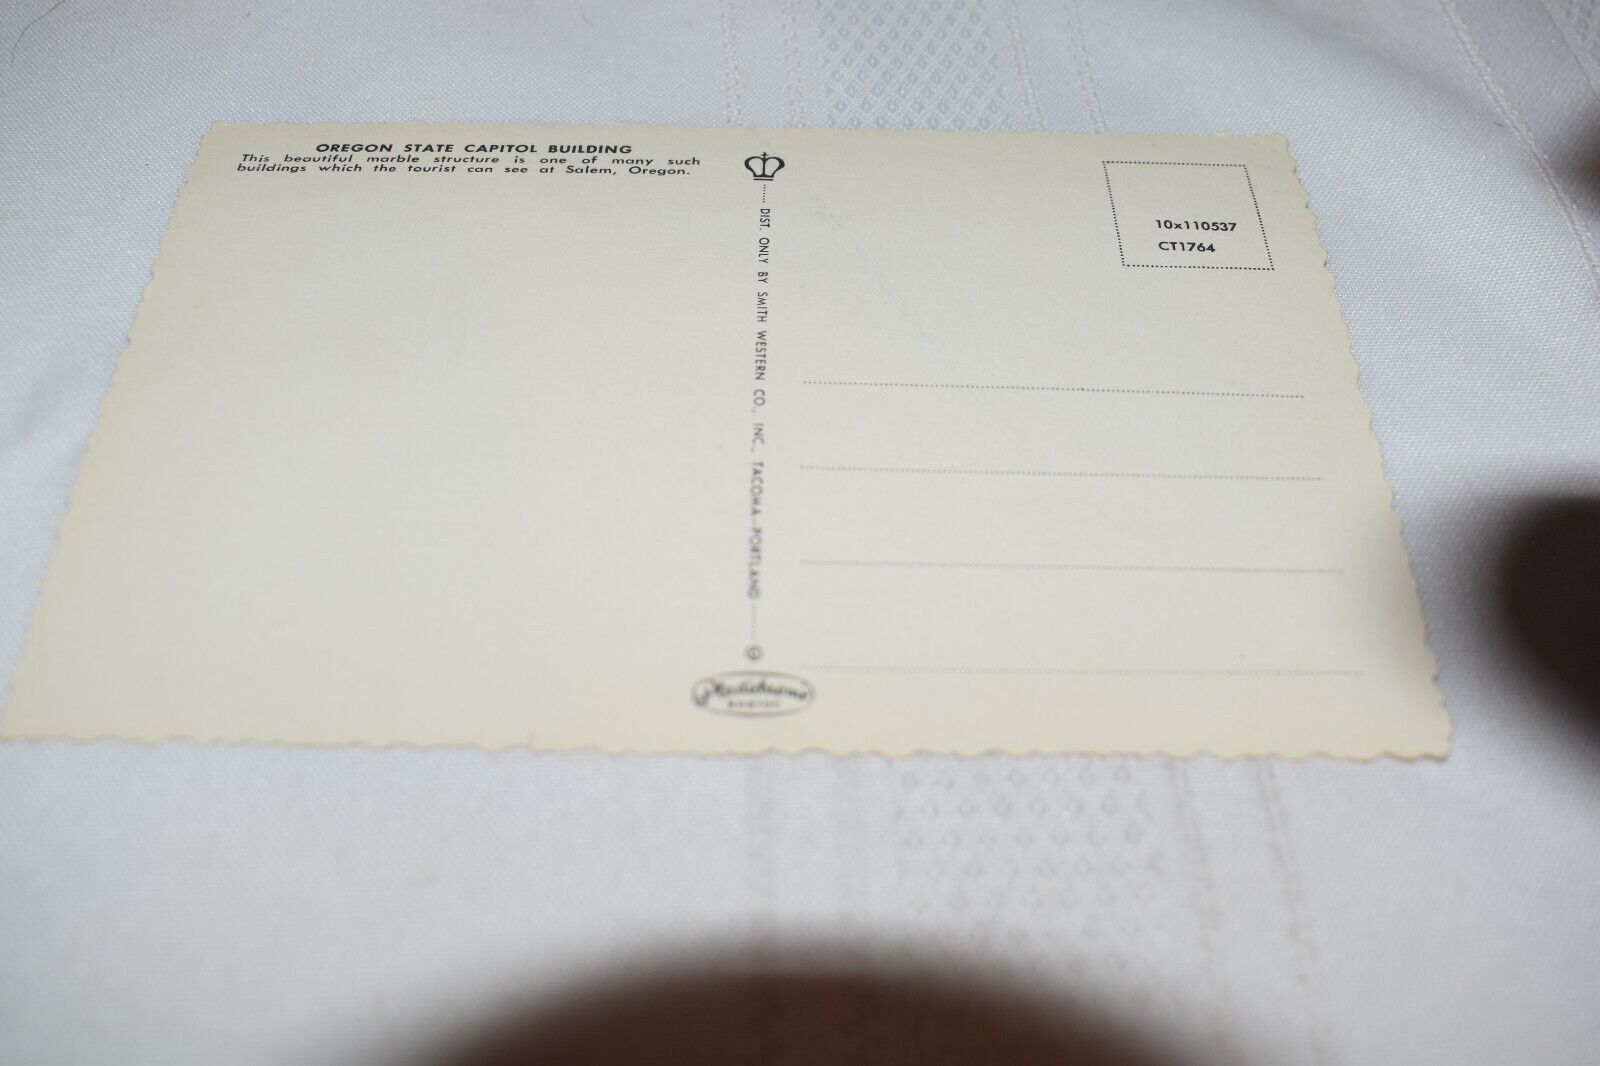 OREGON STATE CAPITOL BUILDING
This beautiful marble structure is one of many such
buildings which the tourist can see at Salem, Oregon.
DIST. ONLY BY SMITH WESTERN CO., INC., TACOMA-PORTLAND
10x110537
CT1764